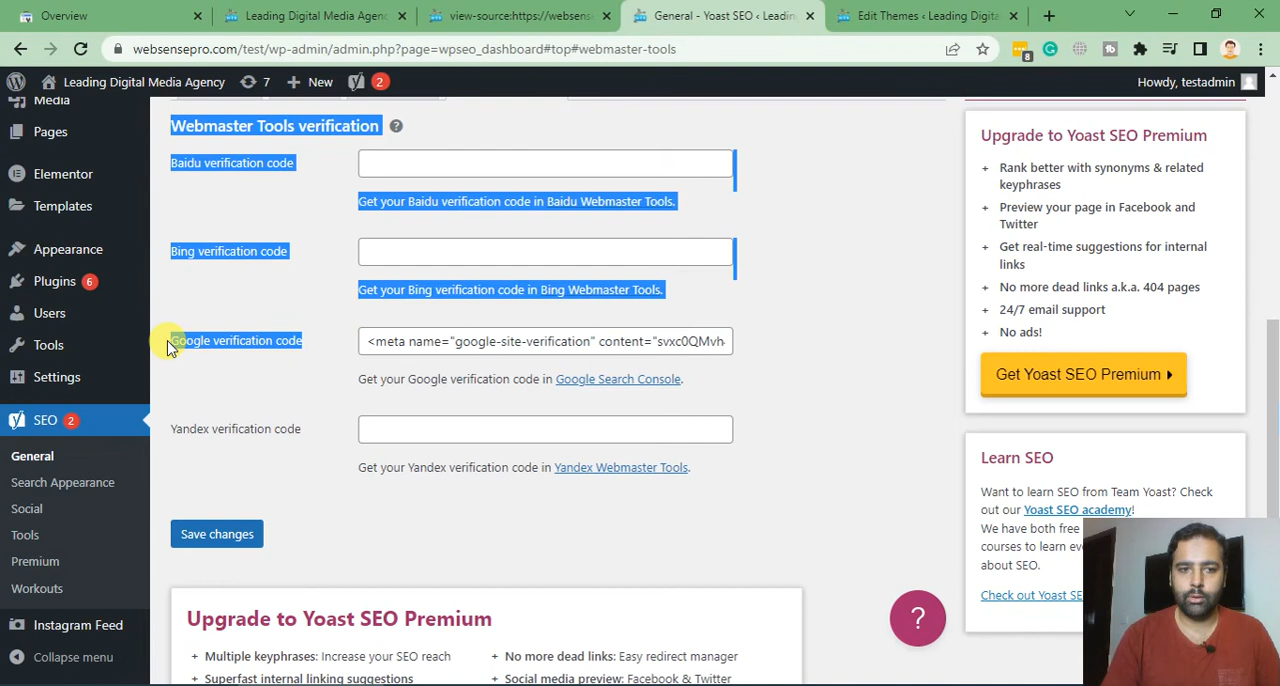 Overview
Leading Digital Media Agenc
view-source:https://websens
General - Yoast SEO ‹ Leadin
Edit Themes ‹ Leading Digita
websensepro.com/test/wp-admin/admin.php?page=wpseo_dashboard#top#webmaster-tools
8
Leading Digital Media Agency
7
New
2
Howdy, testadmin
Media
Pages
Elementor
Templates
Appearance
Plugins 6
Users
Tools
Settings
SEO 2
General
Search Appearance
Social
Tools
Premium
Workouts
Instagram Feed
Collapse menu
Webmaster Tools verification ?
Baidu verification code
Get your Baidu verification code in Baidu Webmaster Tools.
Bing verification code
Get your Bing verification code in Bing Webmaster Tools.
Google verification code
<meta name="google-site-verification" content="svxc0QMvh
Get your Google verification code in Google Search Console.
Yandex verification code
Get your Yandex verification code in Yandex Webmaster Tools.
Save changes
Upgrade to Yoast SEO Premium
+ Multiple keyphrases: Increase your SEO reach
+ No more dead links: Easy redirect manager
+ Superfast internal linking suggestions
+ Social media preview: Facebook & Twitter
?
Upgrade to Yoast SEO Premium
+ Rank better with synonyms & related
keyphrases
+ Preview your page in Facebook and
Twitter
+ Get real-time suggestions for internal
links
+ No more dead links a.k.a. 404 pages
+ 24/7 email support
+ No ads!
Get Yoast SEO Premium
Learn SEO
Want to learn SEO from Team Yoast? Check
out our Yoast SEO academy!
We have both free
courses to learn eve
about SEO.
Check out Yoast SE